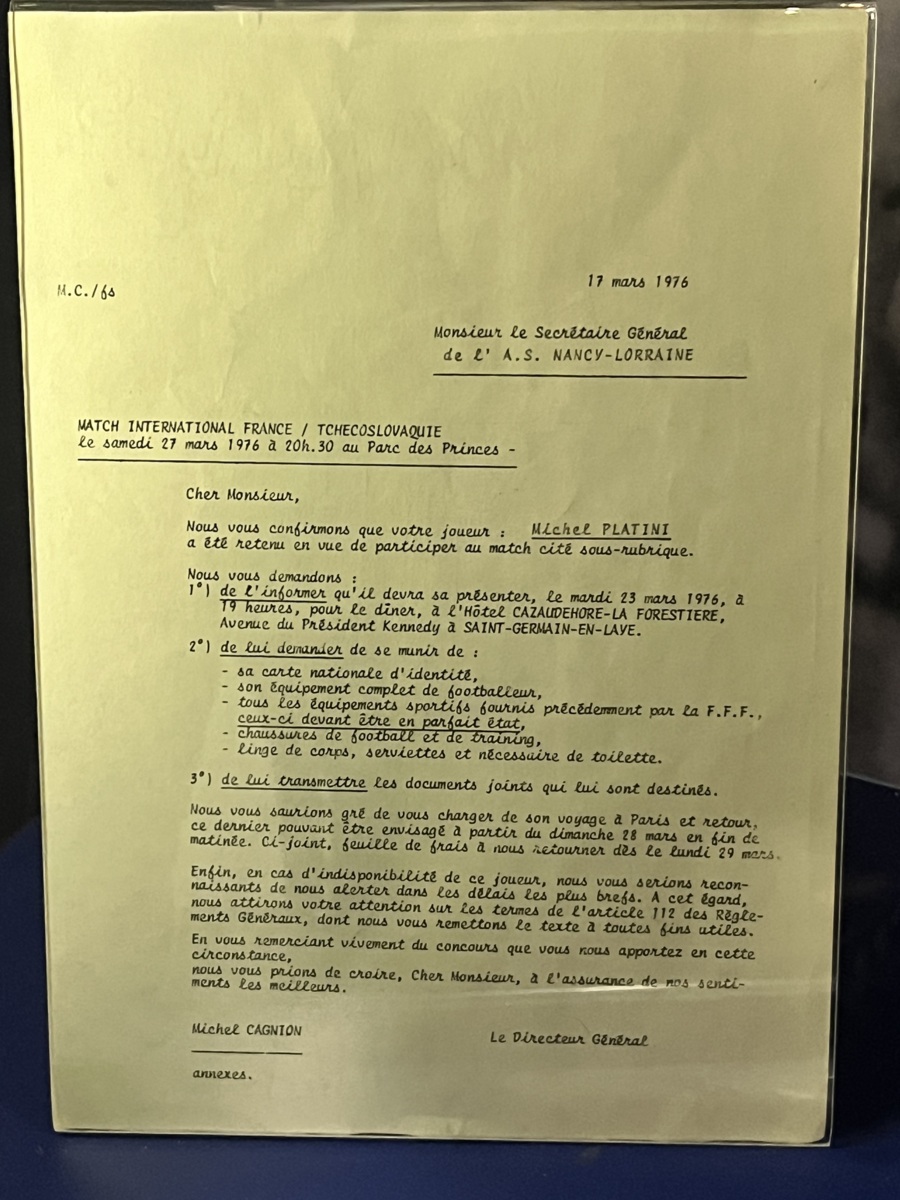 17 mars 1976
M.C./fs
Monsieur le Secrétaire Général
de l' A.S. NANCY-LORRAINE
MATCH INTERNATIONAL FRANCE / TCHECOSLOVAQUIE
le samedi 27 mars 1976 à 20h.30 au Parc des Princes -
Cher Monsieur,
Nous vous confirmons que votre joueur : Michel PLATINI
a été retenu en vue de participer au match cité sous-rubrique.
Nous vous demandons :
1°) de l'informer qu'il devra sa présenter, le mardi 23 mars 1976, à
19 heures, pour le dîner, à l'Hôtel CAZAUDEHORE-LA FORESTIERE,
Avenue du Président Kennedy à SAINT-GERMAIN-EN-LAYE.
2°) de lui demander de se munir de :
- sa carte nationale d'identité,
- son équipement complet de footballeur,
- tous les équipements sportifs fournis précédemment par la F.F.F.,
ceux-ci devant être en parfait état,
- chaussures de football et de training,
- linge de corps, serviettes et nécessaire de toilette.
3°) de lui transmettre les documents joints qui lui sont destinés.
Nous vous saurions gré de vous charger de son voyage à Paris et retour,
ce dernier pouvant être envisagé à partir du dimanche 28 mars en fin de
matinée. Ci-joint, feuille de frais à nous retourner dès le lundi 29 mars.
Enfin, en cas d'indisponibilité de ce joueur, nous vous serions recon-
naissants de nous alerter dans les délais les plus brefs. A cet égard,
nous attirons votre attention sur les termes de l'article 112 des Règle-
ments Généraux, dont nous vous remettons le texte à toutes fins utiles.
En vous remerciant vivement du concours que vous nous apportez en cette
circonstance,
nous vous prions de croire, Cher Monsieur, à l'assurance de nos senti-
ments les meilleurs.
Michel CAGNION
Le Directeur Général
annexes.